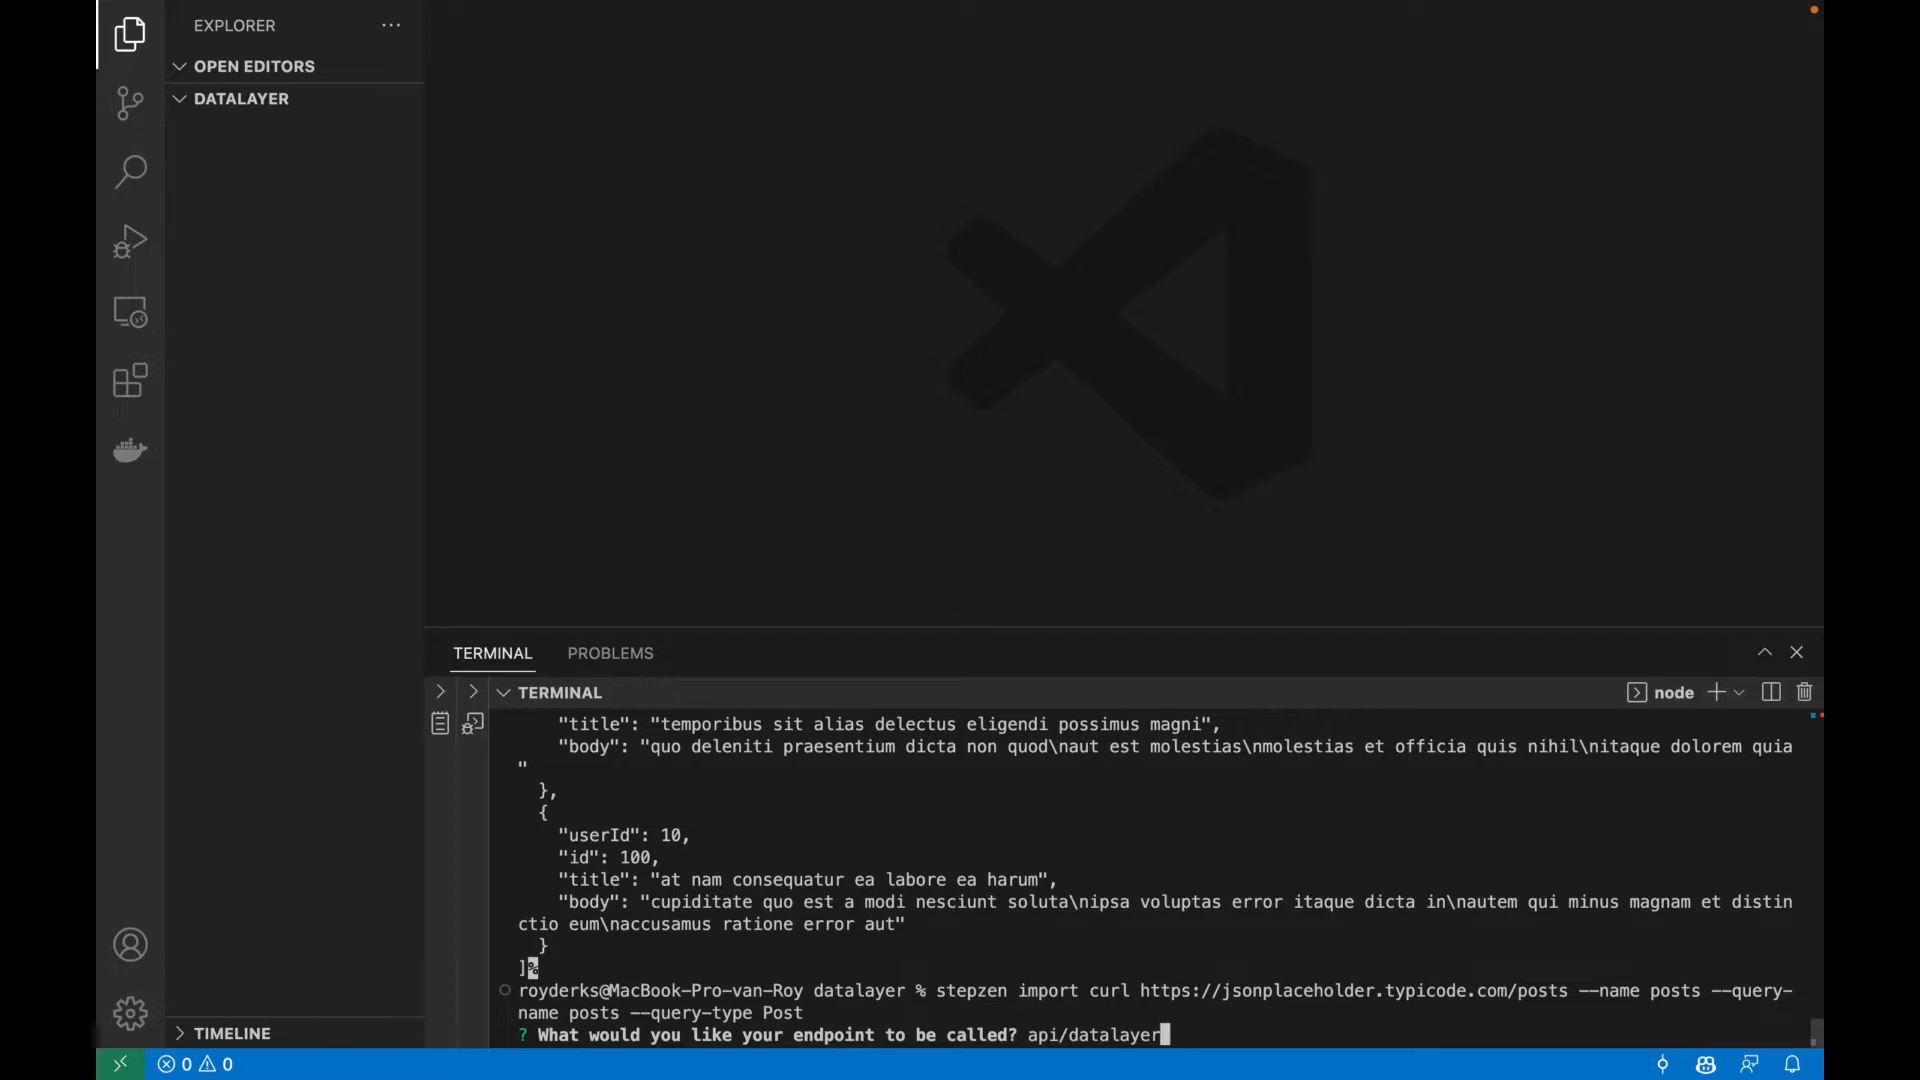 EXPLORER
OPEN EDITORS
DATALAYER
TERMINAL PROBLEMS
TERMINAL
node
"title": "temporibus sit alias delectus eligendi possimus magni",
"body": "quo deleniti praesentium dicta non quod\naut est molestias\nmolestias et officia quis nihil\nitaque dolorem quia
"
},
{
"userId": 10,
"id": 100,
"title": "at nam consequatur ea labore ea harum",
"body": "cupiditate quo est a modi nesciunt soluta\nipsa voluptas error itaque dicta in\nautem qui minus magnam et distin
ctio eum\naccusamus ratione error aut"
}
]%
royderks@MacBook-Pro-van-Roy datalayer % stepzen import curl https://jsonplaceholder.typicode.com/posts --name posts --query-
name posts --query-type Post
? What would you like your endpoint to be called? api/datalayer
TIMELINE
0 0